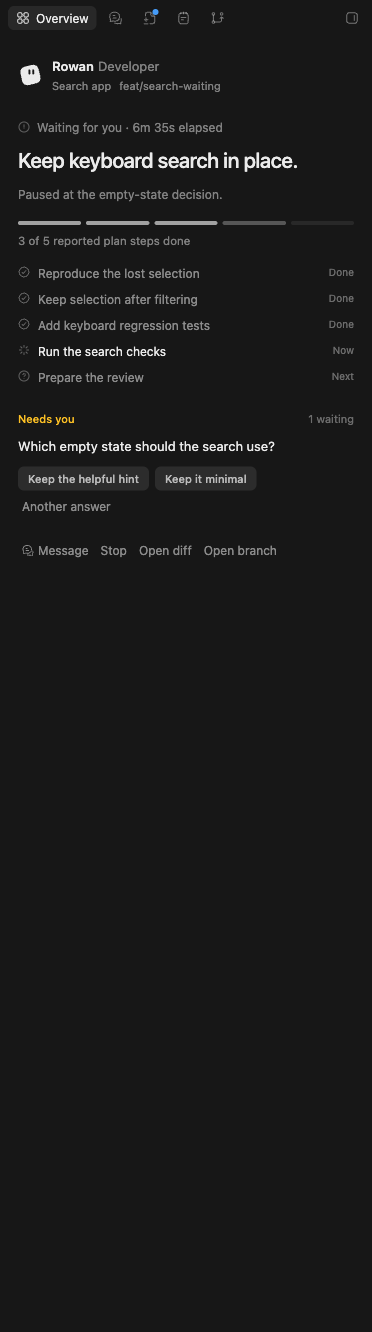 Overview
Rowan Developer
Search app feat/search-waiting
Waiting for you · 6m 35s elapsed
Keep keyboard search in place.
Paused at the empty-state decision.
3 of 5 reported plan steps done
Reproduce the lost selection Done
Keep selection after filtering Done
Add keyboard regression tests Done
Run the search checks Now
Prepare the review Next
Needs you 1 waiting
Which empty state should the search use?
Keep the helpful hint Keep it minimal
Another answer
Message Stop Open diff Open branch